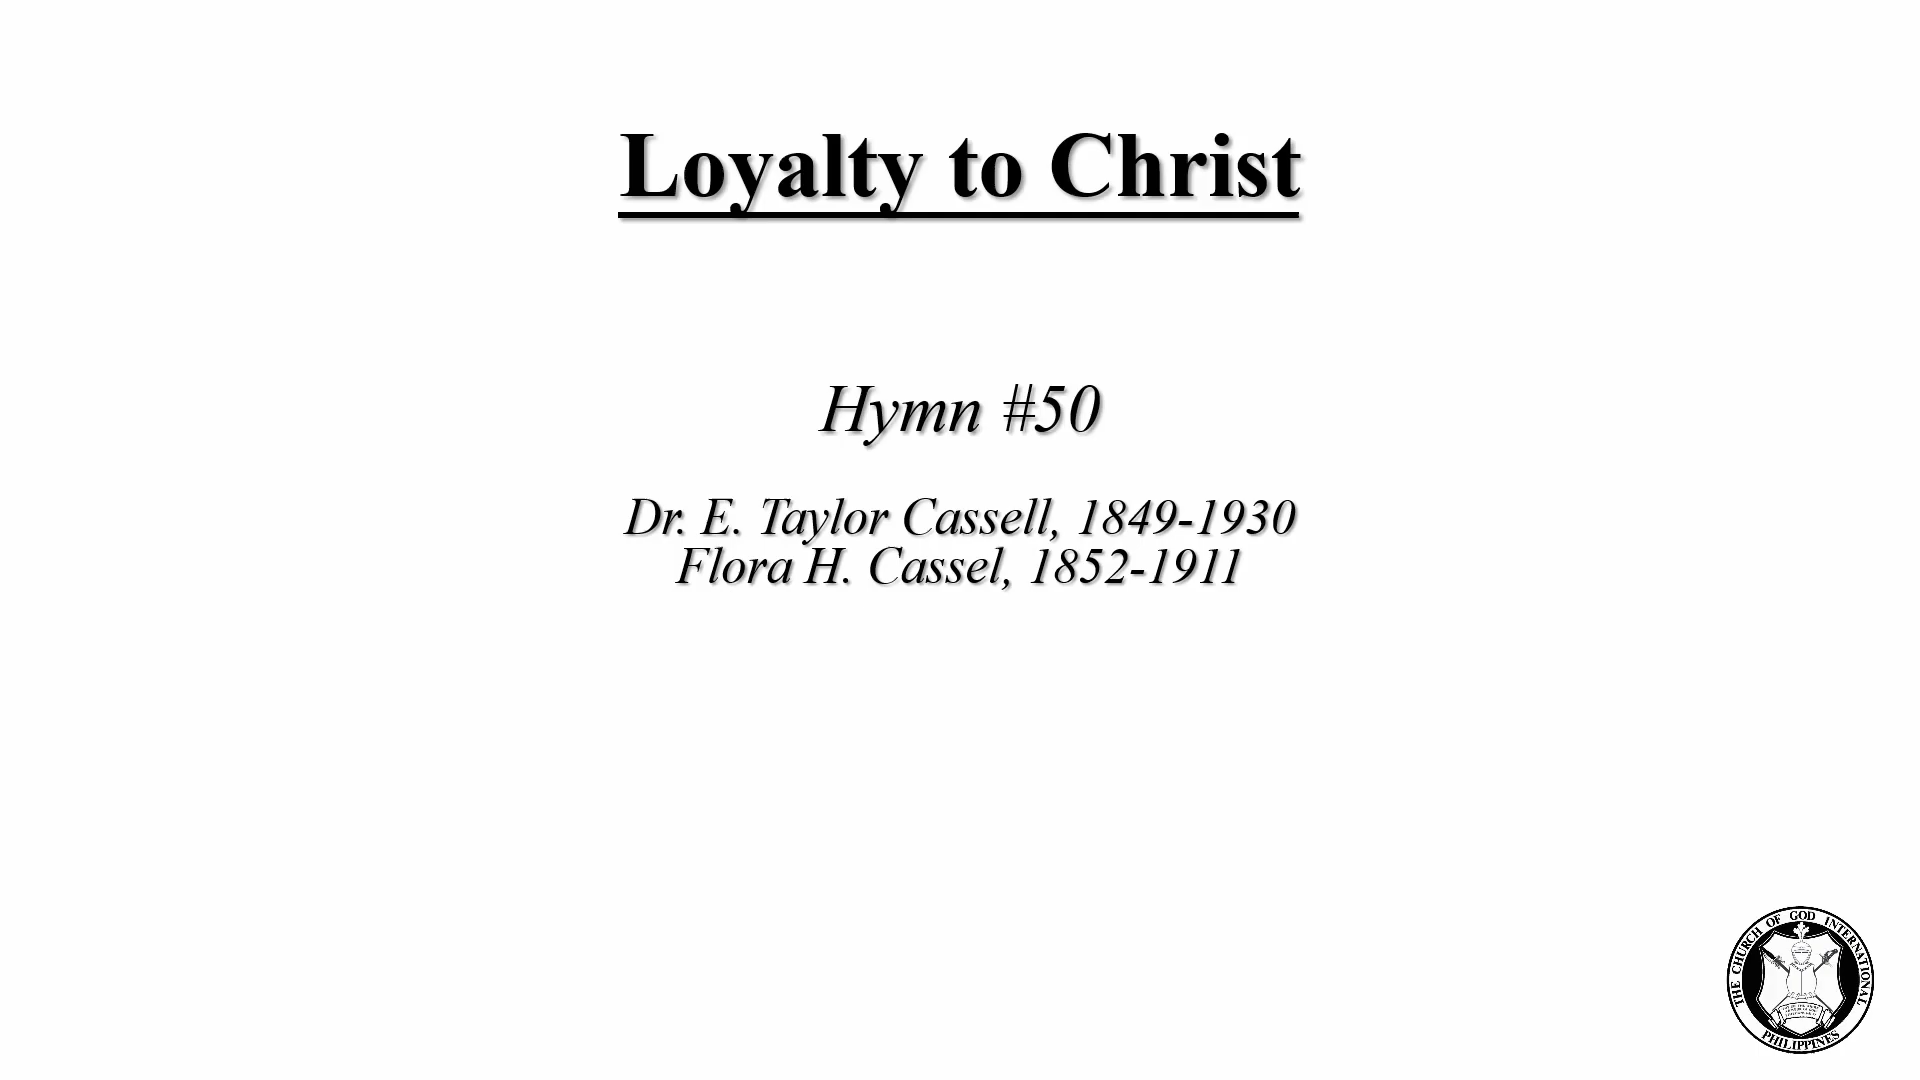 Loyalty to Christ
Hymn #50
Dr. E. Taylor Cassell, 1849-1930
Flora H. Cassel, 1852-1911
THE CHURCH OF GOD INTERNATIONAL
PHILIPPINES